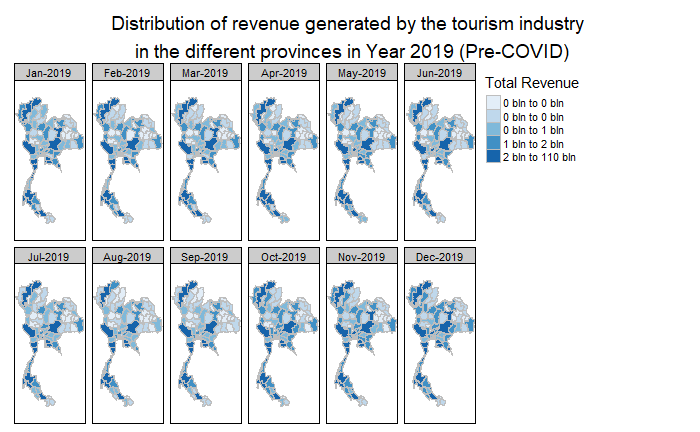 Distribution of revenue generated by the tourism industry
in the different provinces in Year 2019 (Pre-COVID)
Jan-2019
Feb-2019
Mar-2019
Apr-2019
May-2019
Jun-2019
Total Revenue
0 bln to 0 bln
0 bln to 0 bln
0 bln to 1 bln
1 bln to 2 bln
2 bln to 110 bln
Jul-2019
Aug-2019
Sep-2019
Oct-2019
Nov-2019
Dec-2019